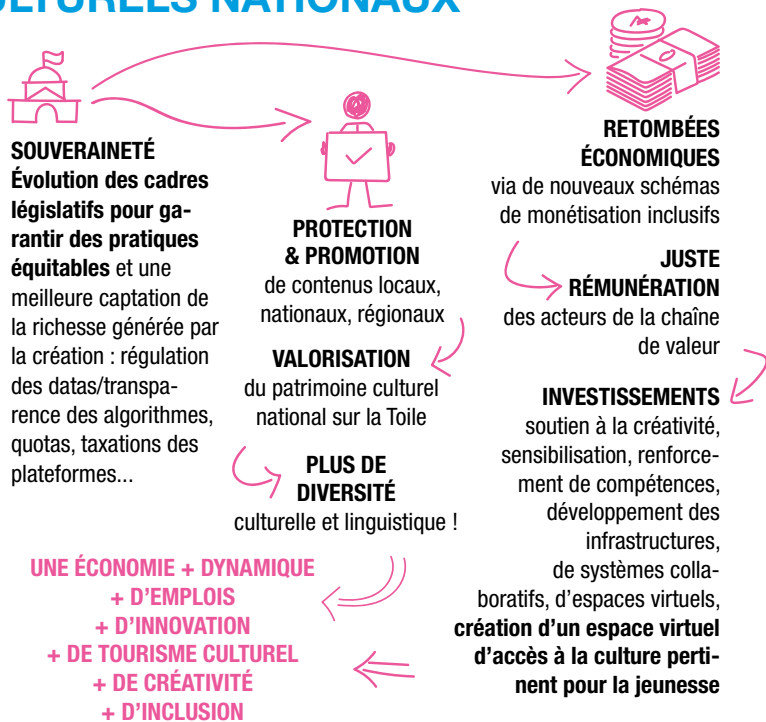 CULTURELS NATIONAUX
SOUVERAINETÉ
Évolution des cadres
législatifs pour ga-
rantir des pratiques
équitables et une
meilleure captation de
la richesse générée par
la création : régulation
des datas/transpa-
rence des algorithmes,
quotas, taxations des
plateformes...
PROTECTION
& PROMOTION
de contenus locaux,
nationaux, régionaux
VALORISATION
du patrimoine culturel
national sur la Toile
PLUS DE
DIVERSITÉ
culturelle et linguistique !
RETOMBÉES
ÉCONOMIQUES
via de nouveaux schémas
de monétisation inclusifs
JUSTE
RÉMUNÉRATION
des acteurs de la chaîne
de valeur
INVESTISSEMENTS
soutien à la créativité,
sensibilisation, renforce-
ment de compétences,
développement des
infrastructures,
de systèmes colla-
boratifs, d’espaces virtuels,
création d’un espace virtuel
d’accès à la culture perti-
nent pour la jeunesse
UNE ÉCONOMIE + DYNAMIQUE
+ D’EMPLOIS
+ D’INNOVATION
+ DE TOURISME CULTUREL
+ DE CRÉATIVITÉ
+ D’INCLUSION